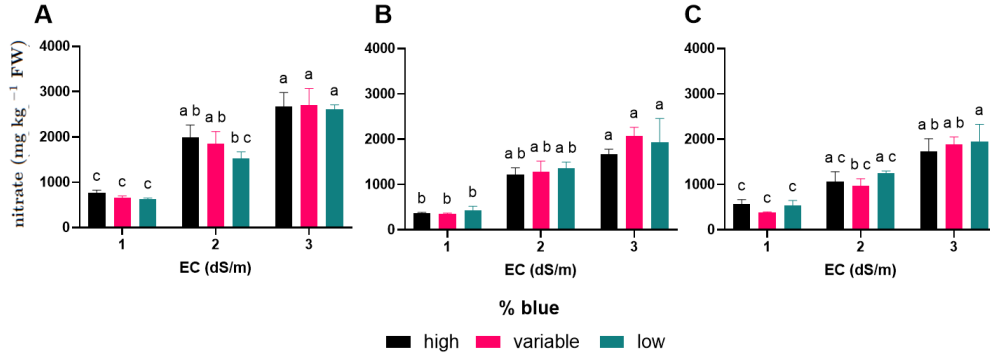 A B C
nitrate (mg kg⁻¹ FW)
4000 4000 4000
3000 3000 3000
2000 2000 2000
1000 1000 1000
0 0 0
c c c a b a b b c a a a
b b b a b a b a b a a a
c c c a c b c a c a b a b a
1 2 3 1 2 3 1 2 3
EC (dS/m) EC (dS/m) EC (dS/m)
% blue
high variable low